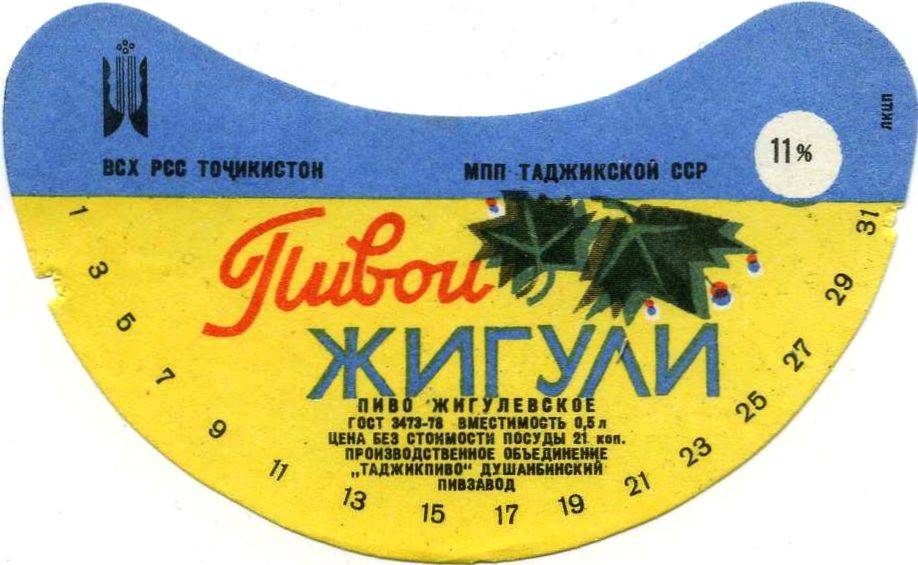 ВСХ РСС ТОҶИКИСТОН
МПП ТАДЖИКСКОЙ ССР
11%
ЛКЦП
Пивои
ЖИГУЛИ
ПИВО ЖИГУЛЕВСКОЕ
ГОСТ 3473-78 ВМЕСТИМОСТЬ 0,5 л
ЦЕНА БЕЗ СТОИМОСТИ ПОСУДЫ 21 коп.
ПРОИЗВОДСТВЕННОЕ ОБЪЕДИНЕНИЕ
„ТАДЖИКПИВО" ДУШАНБИНСКИЙ
ПИВЗАВОД
1
3
5
7
9
11
13
15
17
19
21
23
25
27
29
31